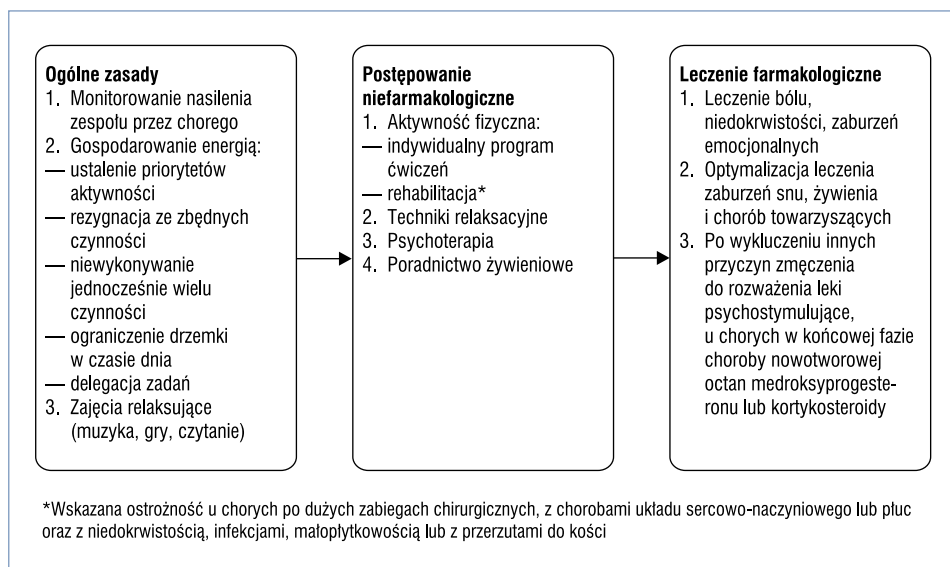 Ogólne zasady
1. Monitorowanie nasilenia
zespołu przez chorego
2. Gospodarowanie energią:
— ustalenie priorytetów
aktywności
— rezygnacja ze zbędnych
czynności
— niewykonywanie
jednocześnie wielu
czynności
— ograniczenie drzemki
w czasie dnia
— delegacja zadań
3. Zajęcia relaksujące
(muzyka, gry, czytanie)
Postępowanie
niefarmakologiczne
1. Aktywność fizyczna:
— indywidualny program
ćwiczeń
— rehabilitacja*
2. Techniki relaksacyjne
3. Psychoterapia
4. Poradnictwo żywieniowe
Leczenie farmakologiczne
1. Leczenie bólu,
niedokrwistości, zaburzeń
emocjonalnych
2. Optymalizacja leczenia
zaburzeń snu, żywienia
i chorób towarzyszących
3. Po wykluczeniu innych
przyczyn zmęczenia
do rozważenia leki
psychostymulujące,
u chorych w końcowej fazie
choroby nowotworowej
octan medroksyprogeste-
ronu lub kortykosteroidy
*Wskazana ostrożność u chorych po dużych zabiegach chirurgicznych, z chorobami układu sercowo-naczyniowego lub płuc
oraz z niedokrwistością, infekcjami, małopłytkowością lub z przerzutami do kości